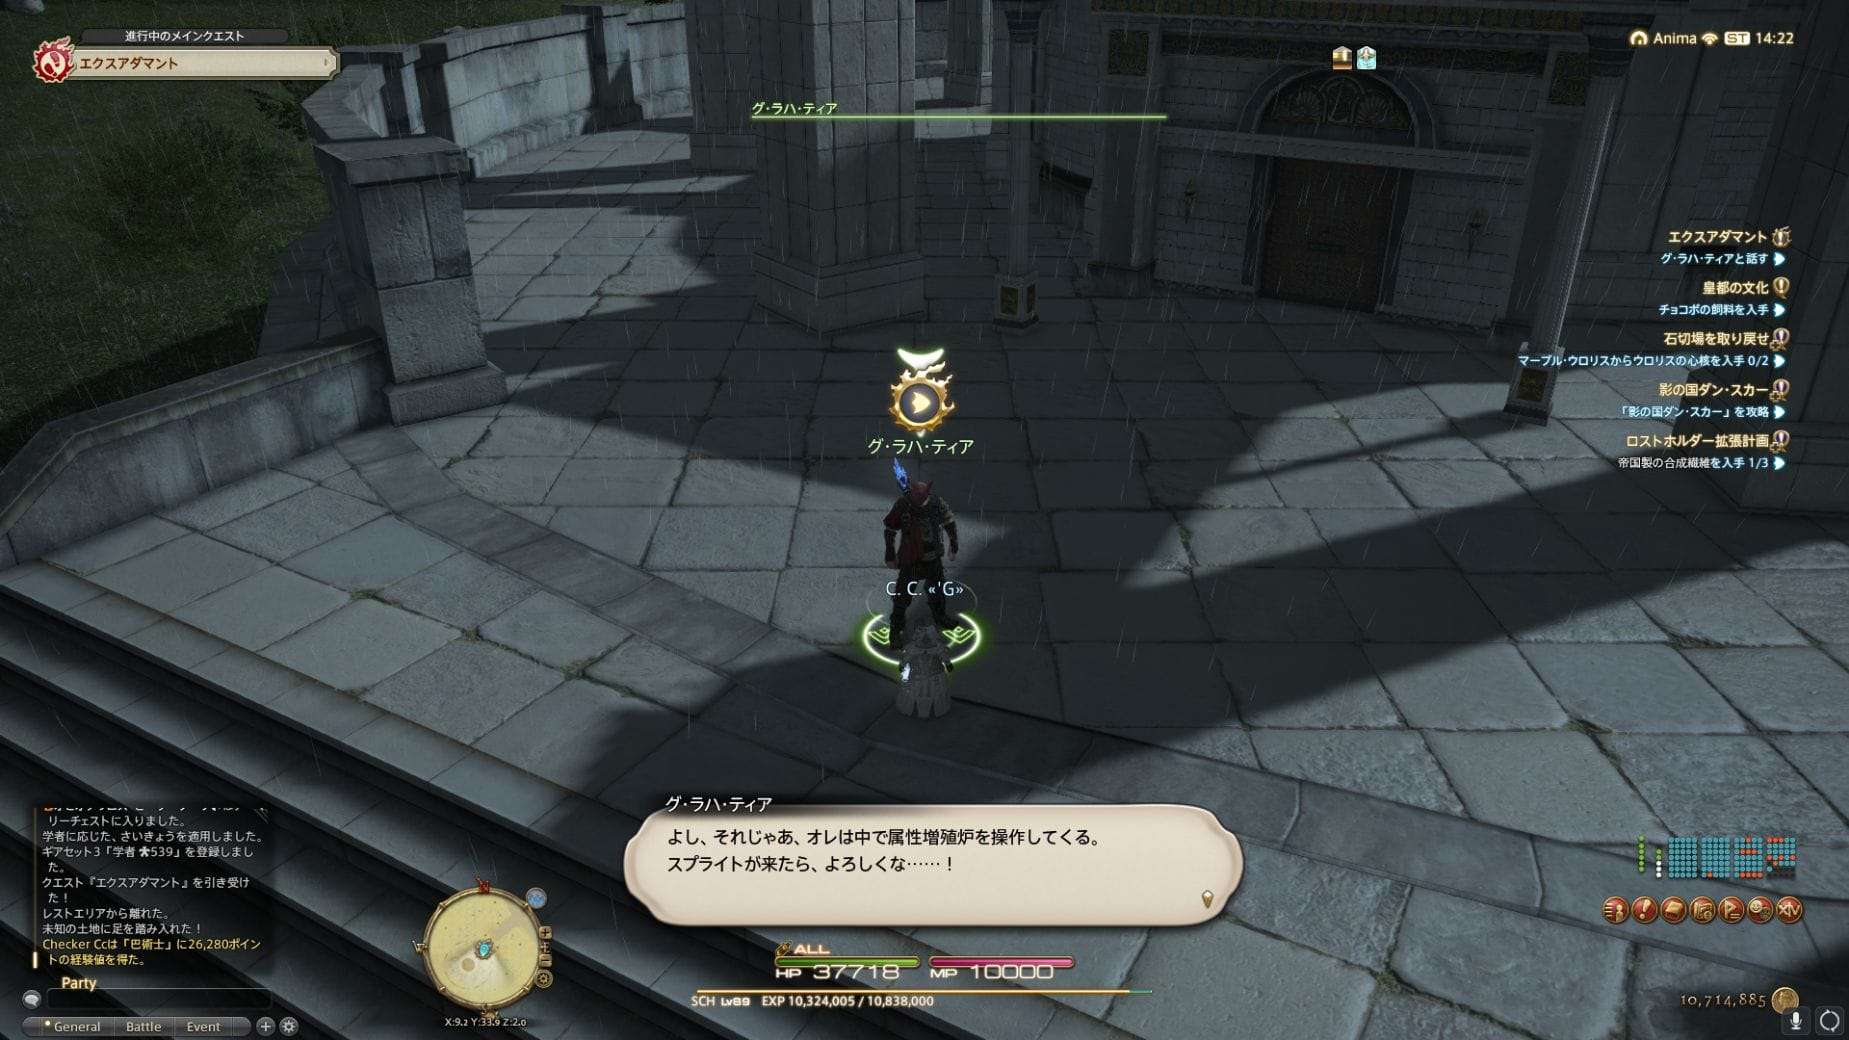 進行中のメインクエスト
エクスアダマント
Anima ST 14:22
グ・ラハ・ティア
エクスアダマント
グ・ラハ・ティアと話す
皇都の文化
チョコボの飼料を入手
石切場を取り戻せ
マーブル・ウロリスからウロリスの心核を入手 0/2
影の国ダン・スカー
「影の国ダン・スカー」を攻略
ロストホルダー拡張計画
帝国製の合成繊維を入手 1/3
グ・ラハ・ティア
C. C. «'G»
グ・ラハ・ティア
よし、それじゃあ、オレは中で属性増殖炉を操作してくる。
スプライトが来たら、よろしくな……！
リーチェストに入りました。
学者に応じた、さいきょうを適用しました。
ギアセット3「学者 539」を登録しまし
た。
クエスト『エクスアダマント』を引き受け
た！
レストエリアから離れた。
未知の土地に足を踏み入れた！
Checker Ccは「巴術士」に26,280ポイン
トの経験値を得た。
Party
General Battle Event
X:9.2 Y:33.9 Z:2.0
ALL
HP 37718 MP 10000
SCH Lv89 EXP 10,324,005 / 10,838,000
XIV
10,714,885